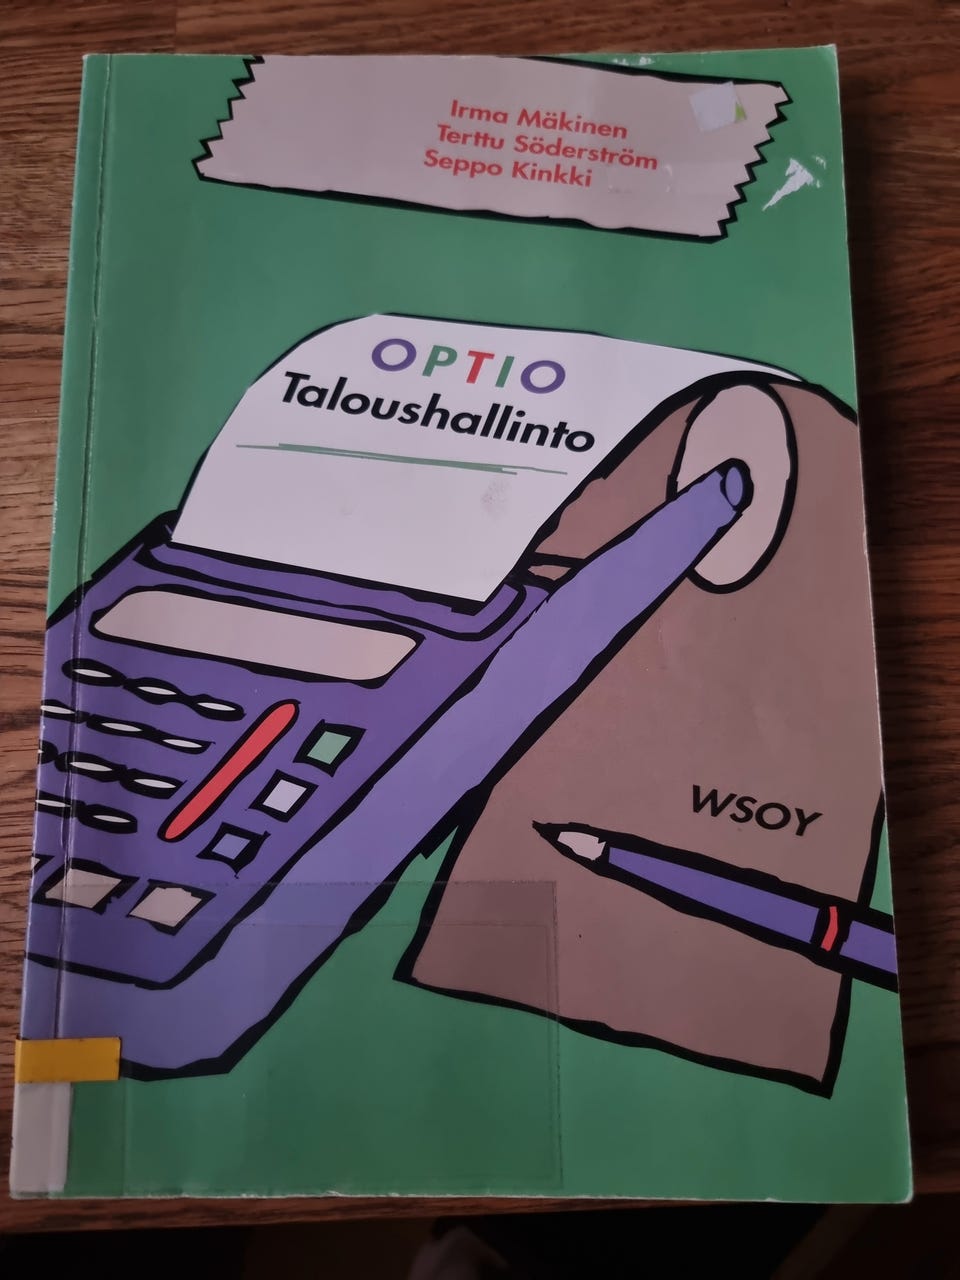 Irma Mäkinen
Terttu Söderström
Seppo Kinkki
OPTIO
Taloushallinto
WSOY